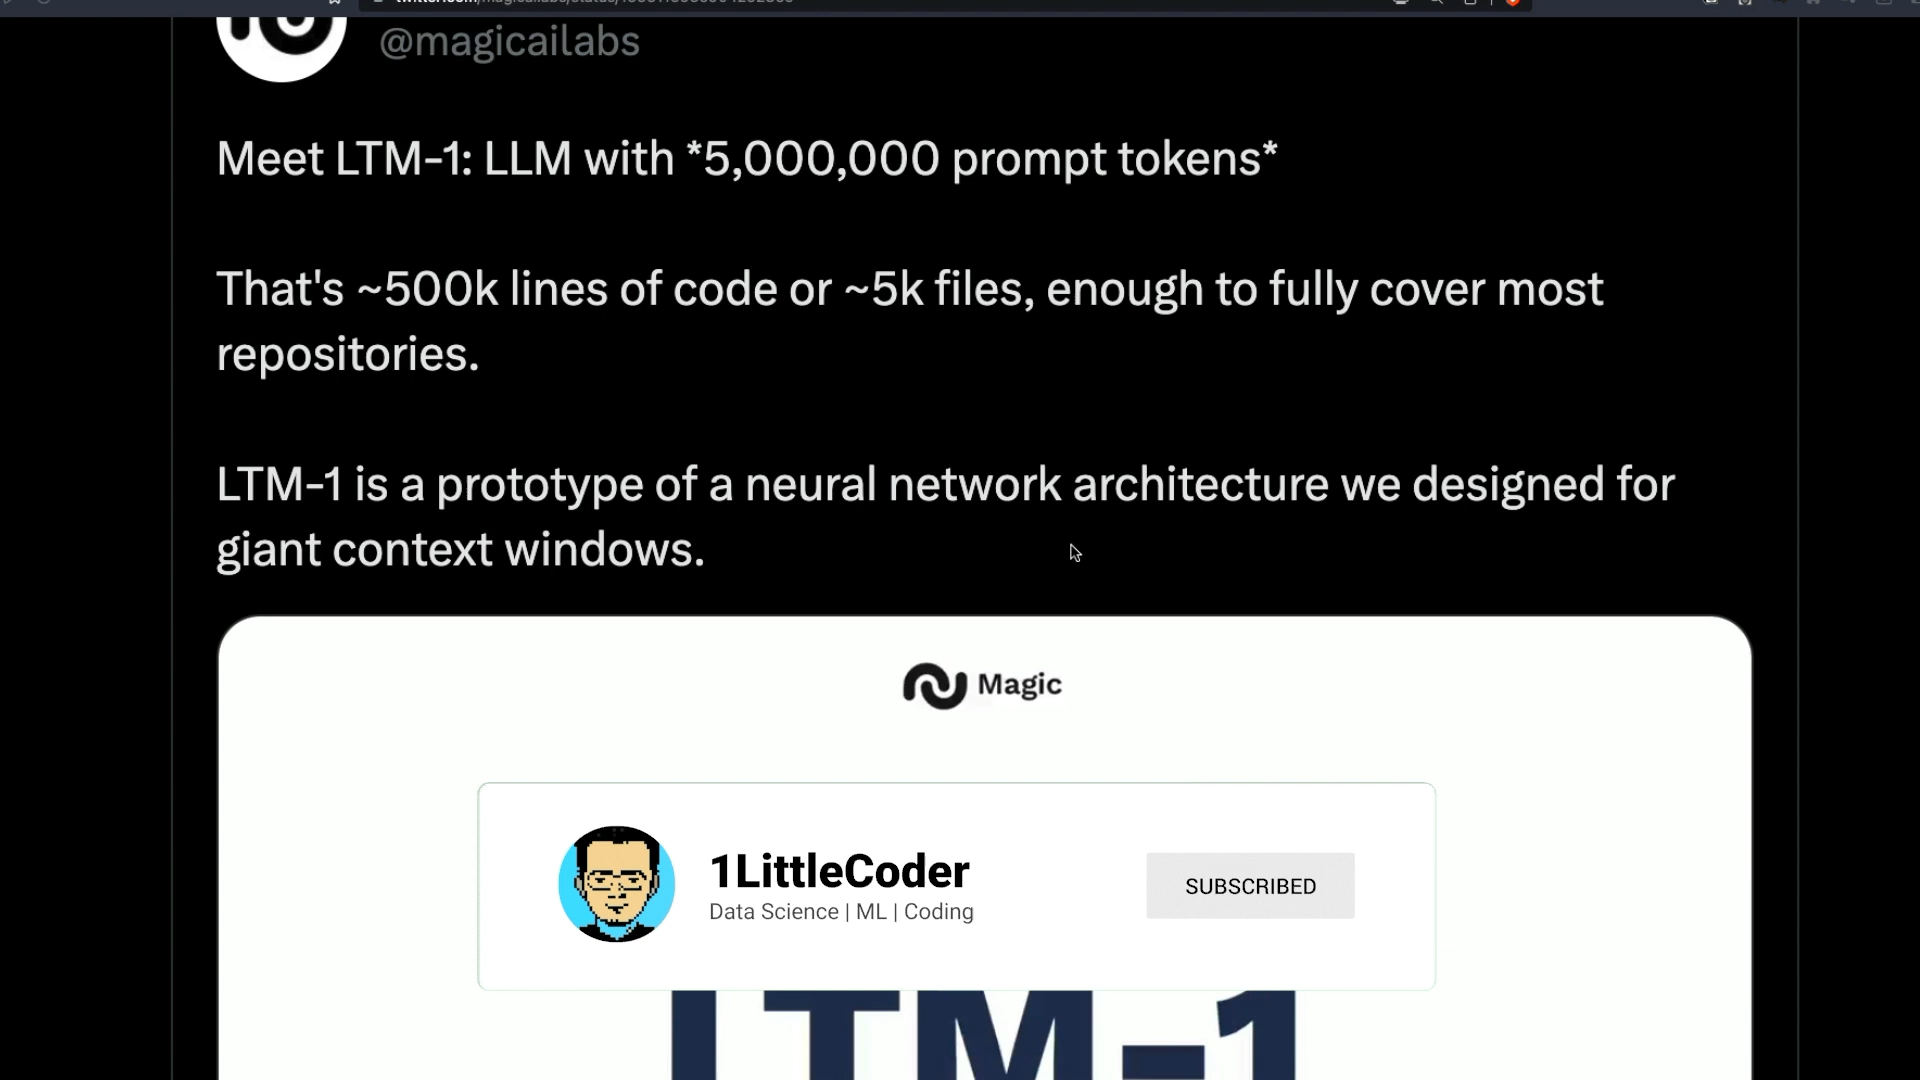 @magicailabs
Meet LTM-1: LLM with *5,000,000 prompt tokens*
That's ~500k lines of code or ~5k files, enough to fully cover most
repositories.
LTM-1 is a prototype of a neural network architecture we designed for
giant context windows.
Magic
1LittleCoder
Data Science | ML | Coding
SUBSCRIBED
LTM-1